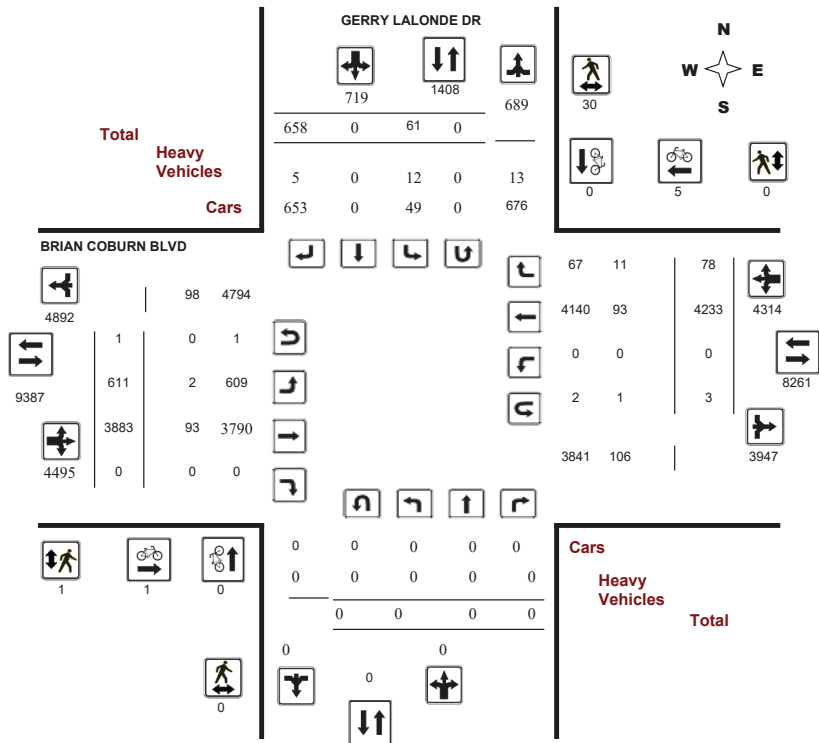 GERRY LALONDE DR
N
W E
S
719 1408 689 30
658 0 61 0
Total
Heavy
Vehicles
5 0 12 0 13
0 5 0
Cars
653 0 49 0 676
BRIAN COBURN BLVD
98 4794
4892
67 11 78
4140 93 4233 4314
1 0 1
0 0 0
9387
611 2 609
8261
2 1 3
3883 93 3790
4495
0 0 0
3841 106 3947
0 0 0 0 0
Cars
0 0 0 0 0
Heavy
Vehicles
1 1 0
0 0 0 0
Total
0 0
0
0